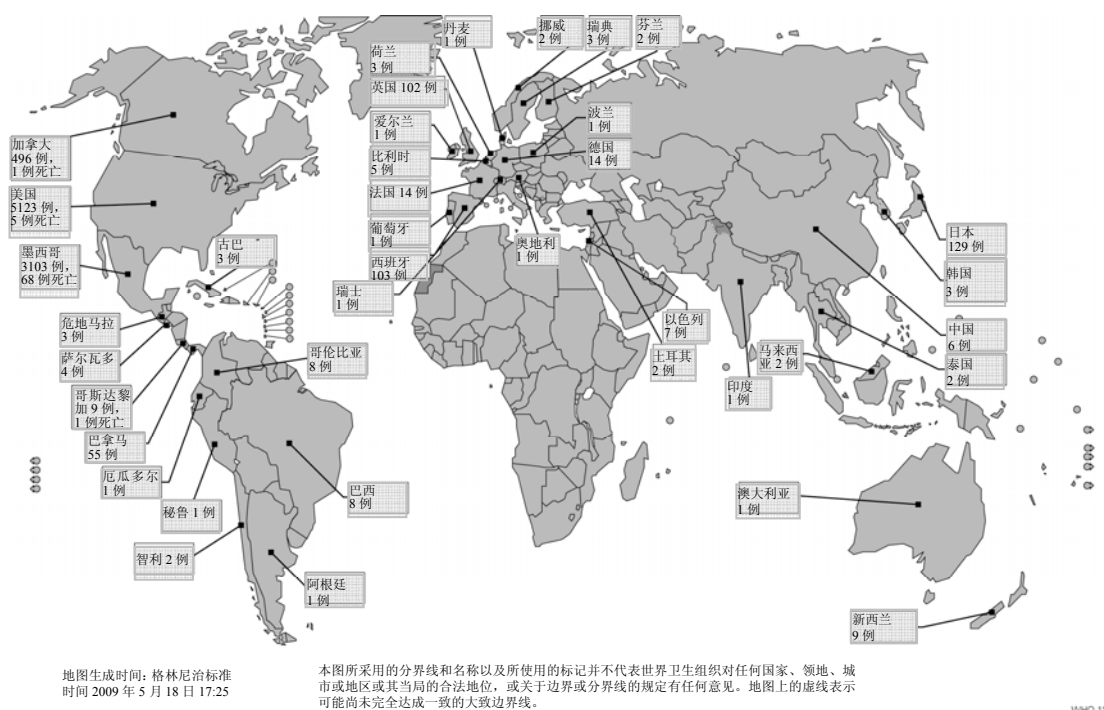 丹麦
1 例
挪威
2 例
瑞典
3 例
芬兰
2 例
荷兰
3 例
英国 102 例
爱尔兰
1 例
波兰
1 例
比利时
5 例
德国
14 例
法国 14 例
葡萄牙
1 例
西班牙
103 例
奥地利
1 例
瑞士
1 例
加拿大
496 例，
1 例死亡
美国
5123 例，
5 例死亡
墨西哥
3103 例，
68 例死亡
古巴
3 例
危地马拉
3 例
萨尔瓦多
4 例
哥斯达黎
加 9 例，
1 例死亡
巴拿马
55 例
厄瓜多尔
1 例
秘鲁 1 例
智利 2 例
哥伦比亚
8 例
巴西
8 例
阿根廷
1 例
以色列
7 例
土耳其
2 例
印度
1 例
马来西
亚 2 例
日本
129 例
韩国
3 例
中国
6 例
泰国
2 例
澳大利亚
1 例
新西兰
9 例
地图生成时间：格林尼治标准
时间 2009 年 5 月 18 日 17:25
本图所采用的分界线和名称以及所使用的标记并不代表世界卫生组织对任何国家、领地、城
市或地区或其当局的合法地位，或关于边界或分界线的规定有任何意见。地图上的虚线表示
可能尚未完全达成一致的大致边界线。